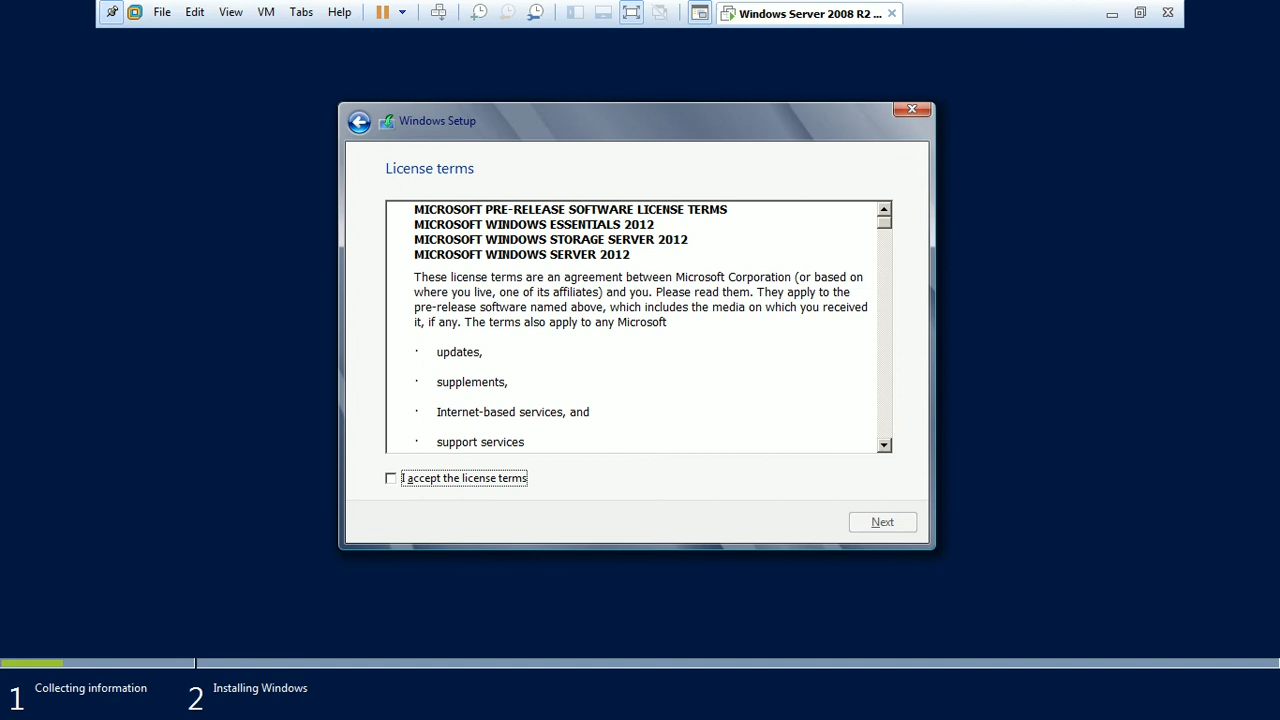 File Edit View VM Tabs Help Windows Server 2008 R2 ...
Windows Setup
License terms
MICROSOFT PRE-RELEASE SOFTWARE LICENSE TERMS
MICROSOFT WINDOWS ESSENTIALS 2012
MICROSOFT WINDOWS STORAGE SERVER 2012
MICROSOFT WINDOWS SERVER 2012
These license terms are an agreement between Microsoft Corporation (or based on
where you live, one of its affiliates) and you. Please read them. They apply to the
pre-release software named above, which includes the media on which you received
it, if any. The terms also apply to any Microsoft
· updates,
· supplements,
· Internet-based services, and
· support services
I accept the license terms
Next
1 Collecting information 2 Installing Windows